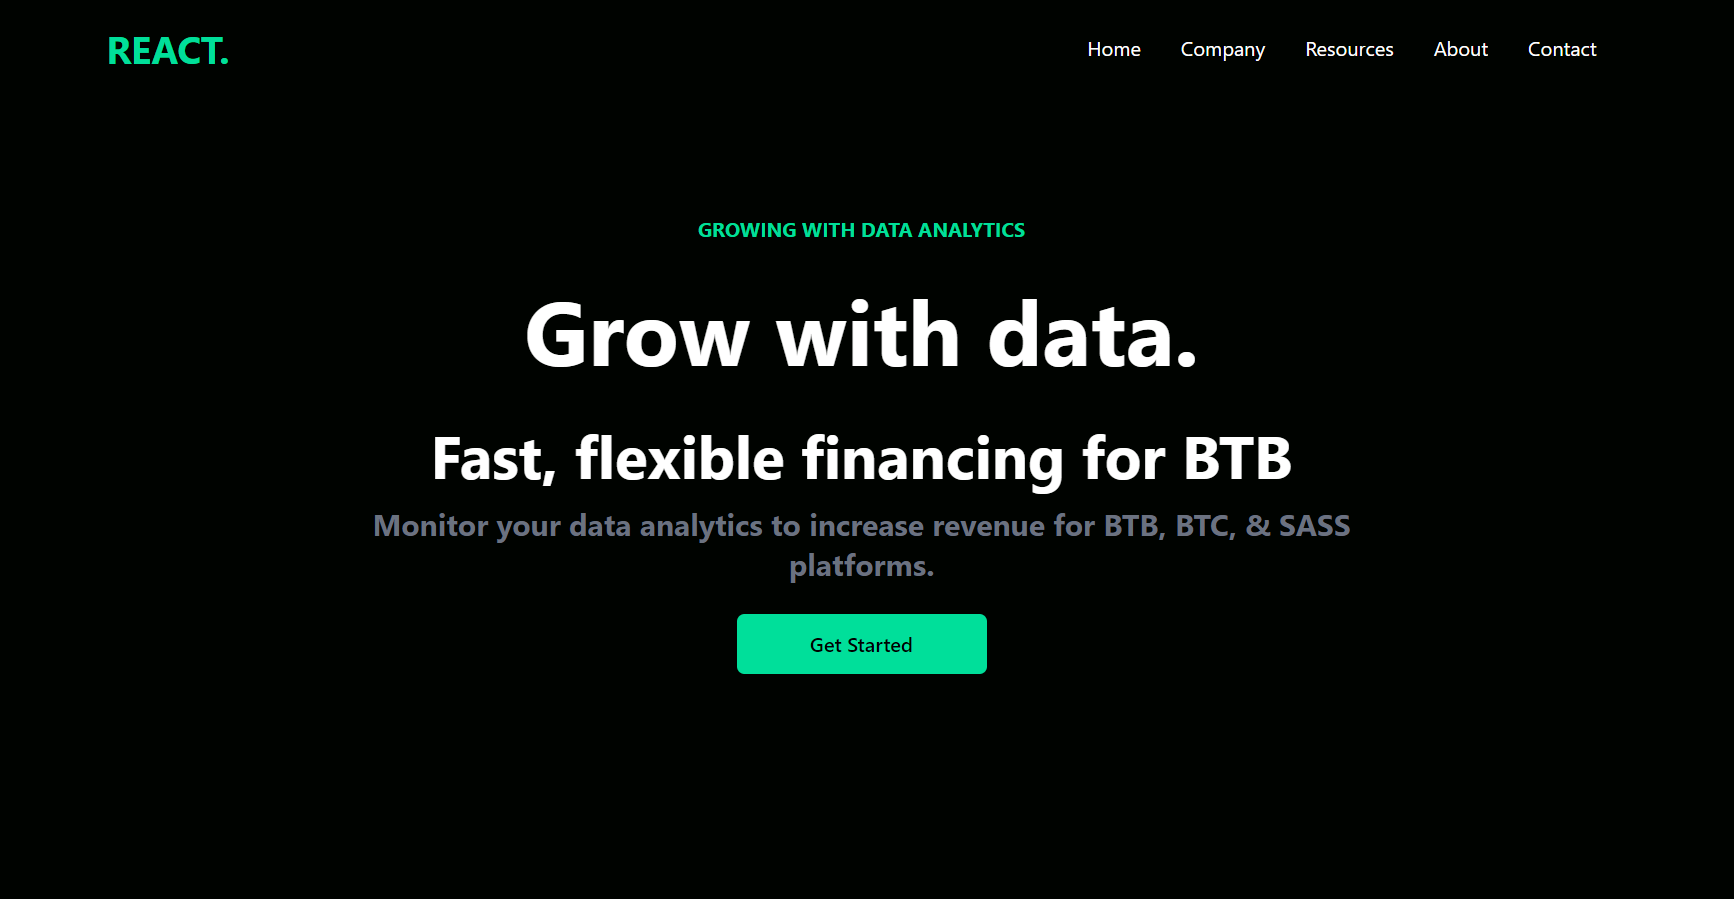 REACT.
Home Company Resources About Contact
GROWING WITH DATA ANALYTICS
Grow with data.
Fast, flexible financing for BTB
Monitor your data analytics to increase revenue for BTB, BTC, & SASS
platforms.
Get Started